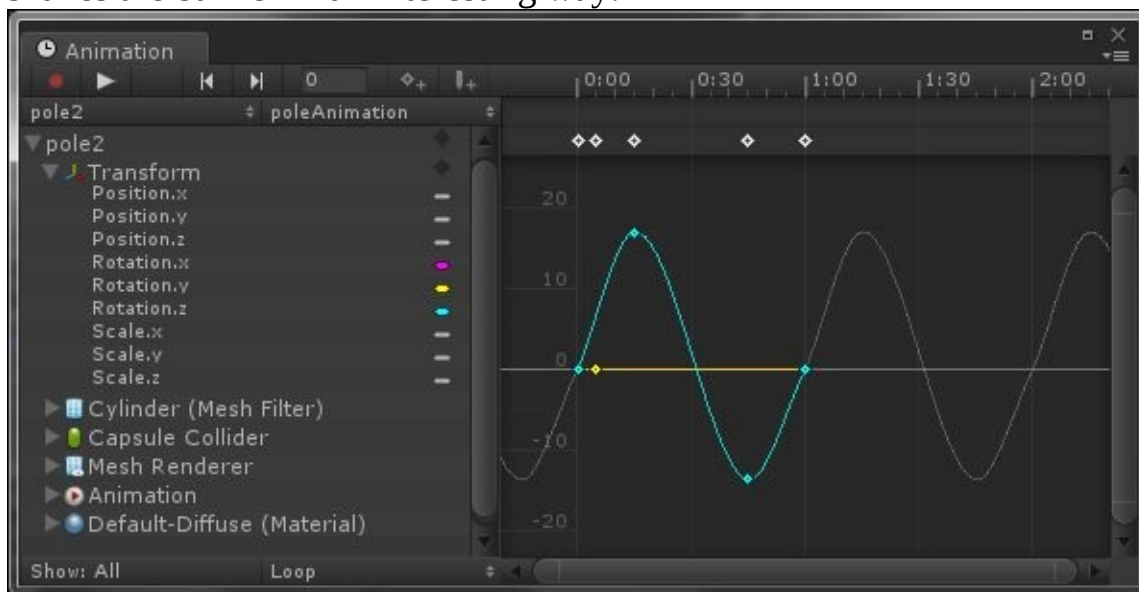 Animation
0 0:00 0:30 1:00 1:30 2:00
pole2 poleAnimation
pole2
Transform
Position.x
Position.y
Position.z
Rotation.x
Rotation.y
Rotation.z
Scale.x
Scale.y
Scale.z
Cylinder (Mesh Filter)
Capsule Collider
Mesh Renderer
Animation
Default-Diffuse (Material)
Show: All Loop
20
10
0
-10
-20